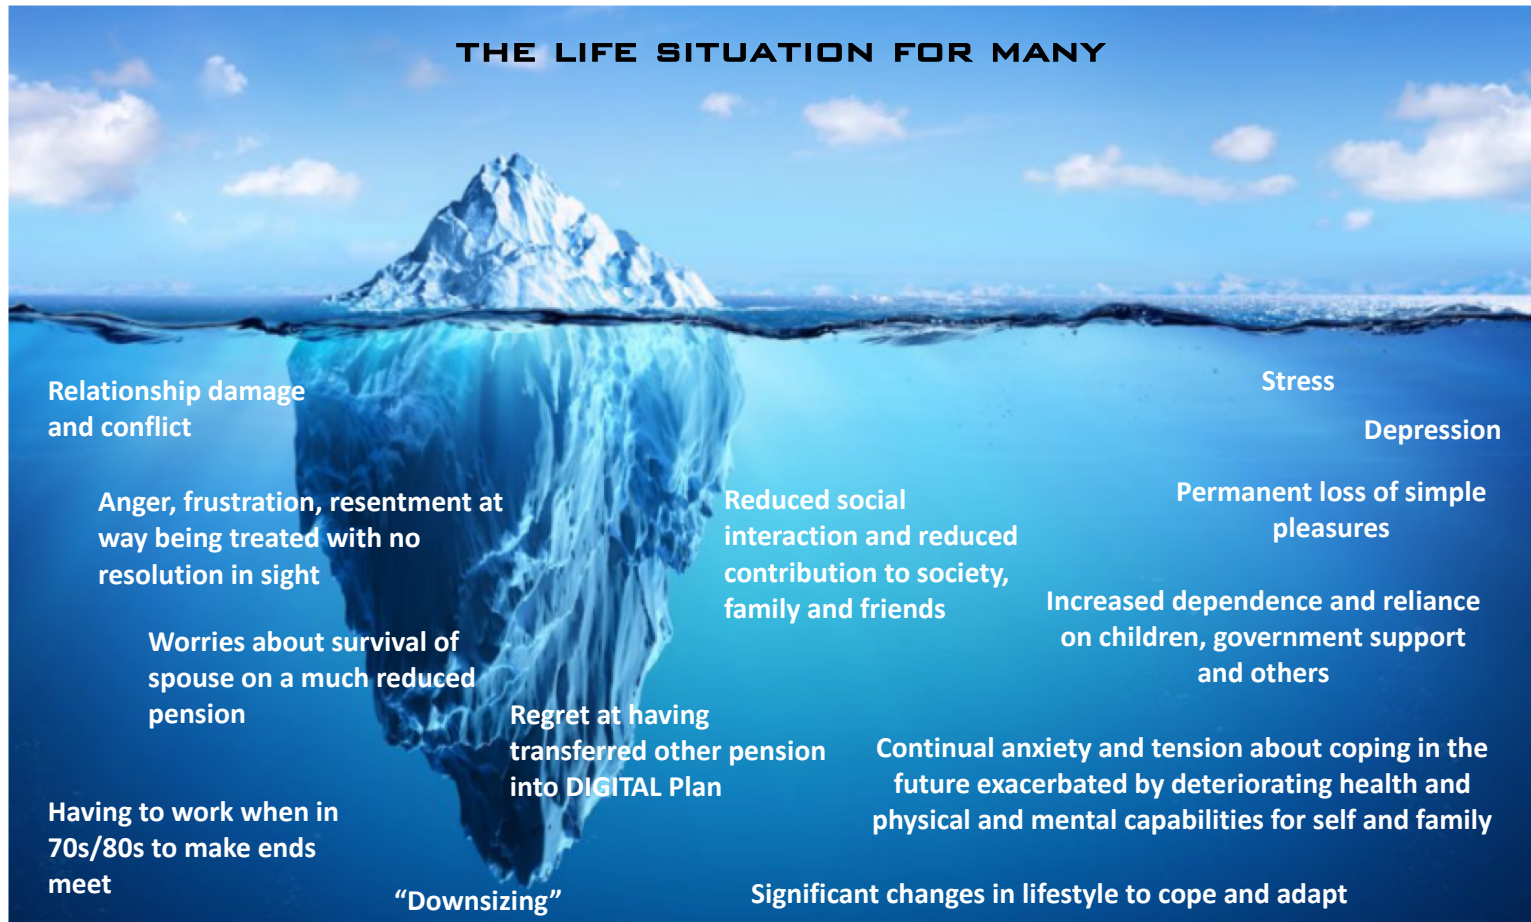 THE LIFE SITUATION FOR MANY
Relationship damage
and conflict
Stress
Depression
Anger, frustration, resentment at
way being treated with no
resolution in sight
Reduced social
interaction and reduced
contribution to society,
family and friends
Permanent loss of simple
pleasures
Increased dependence and reliance
on children, government support
and others
Worries about survival of
spouse on a much reduced
pension
Regret at having
transferred other pension
into DIGITAL Plan
Continual anxiety and tension about coping in the
future exacerbated by deteriorating health and
physical and mental capabilities for self and family
Having to work when in
70s/80s to make ends
meet
“Downsizing”
Significant changes in lifestyle to cope and adapt